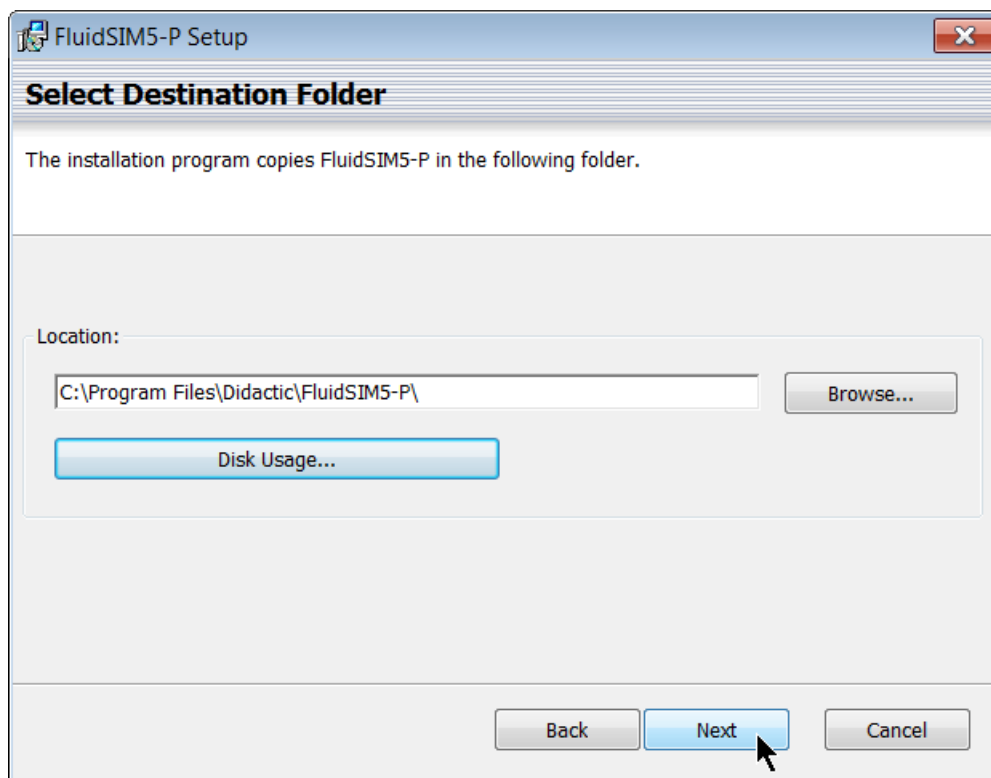 FluidSIM5-P Setup
Select Destination Folder
The installation program copies FluidSIM5-P in the following folder.
Location:
C:\Program Files\Didactic\FluidSIM5-P\
Browse...
Disk Usage...
Back
Next
Cancel